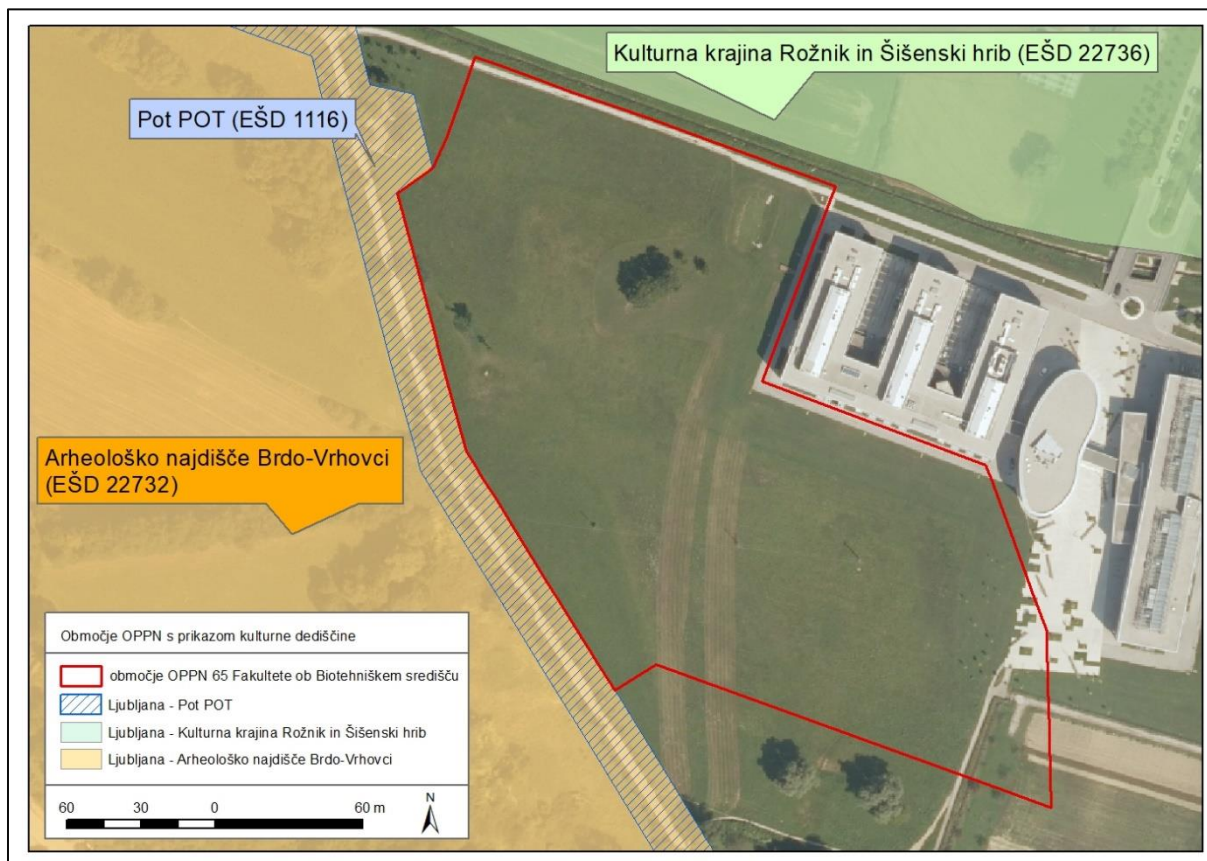 Kulturna krajina Rožnik in Šišenski hrib (EŠD 22736)
Pot POT (EŠD 1116)
Arheološko najdišče Brdo-Vrhovci
(EŠD 22732)
Območje OPPN s prikazom kulturne dediščine
območje OPPN 65 Fakultete ob Biotehniškem središču
Ljubljana - Pot POT
Ljubljana - Kulturna krajina Rožnik in Šišenski hrib
Ljubljana - Arheološko najdišče Brdo-Vrhovci
60 30 0 60 m
N